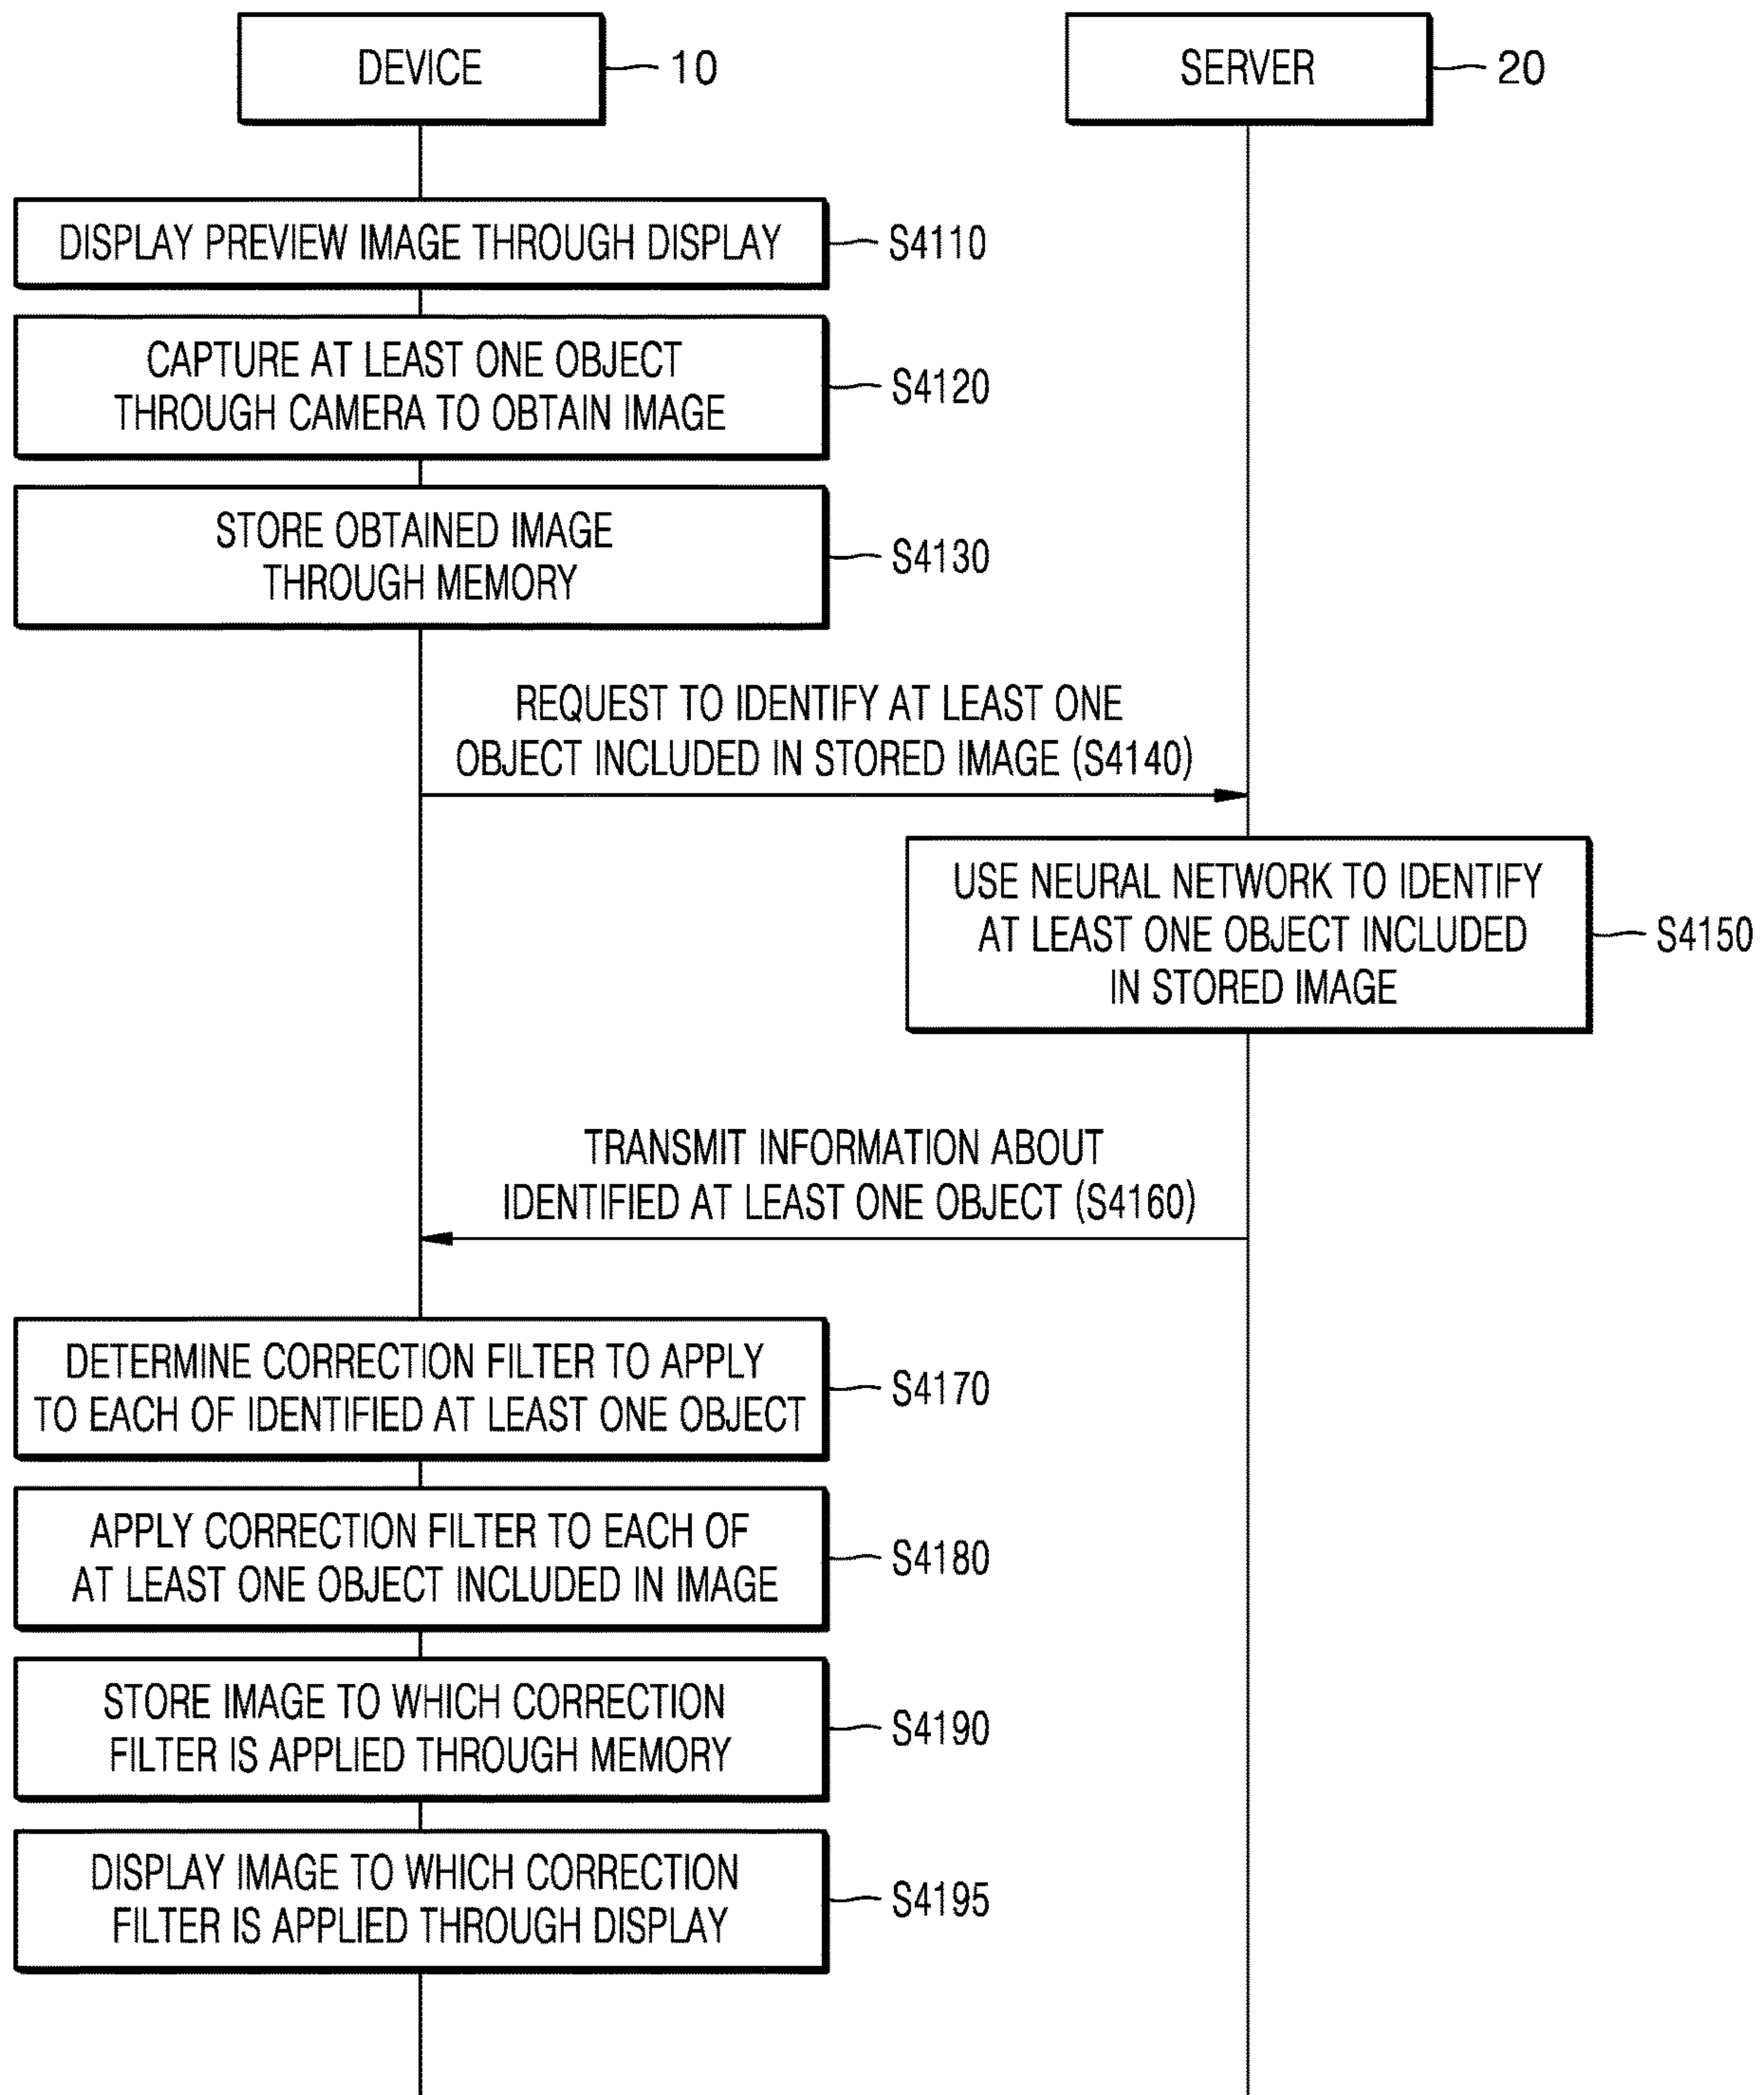 DEVICE
10
SERVER
20
DISPLAY PREVIEW IMAGE THROUGH DISPLAY
S4110
CAPTURE AT LEAST ONE OBJECT
THROUGH CAMERA TO OBTAIN IMAGE
S4120
STORE OBTAINED IMAGE
THROUGH MEMORY
S4130
REQUEST TO IDENTIFY AT LEAST ONE
OBJECT INCLUDED IN STORED IMAGE (S4140)
USE NEURAL NETWORK TO IDENTIFY
AT LEAST ONE OBJECT INCLUDED
IN STORED IMAGE
S4150
TRANSMIT INFORMATION ABOUT
IDENTIFIED AT LEAST ONE OBJECT (S4160)
DETERMINE CORRECTION FILTER TO APPLY
TO EACH OF IDENTIFIED AT LEAST ONE OBJECT
S4170
APPLY CORRECTION FILTER TO EACH OF
AT LEAST ONE OBJECT INCLUDED IN IMAGE
S4180
STORE IMAGE TO WHICH CORRECTION
FILTER IS APPLIED THROUGH MEMORY
S4190
DISPLAY IMAGE TO WHICH CORRECTION
FILTER IS APPLIED THROUGH DISPLAY
S4195